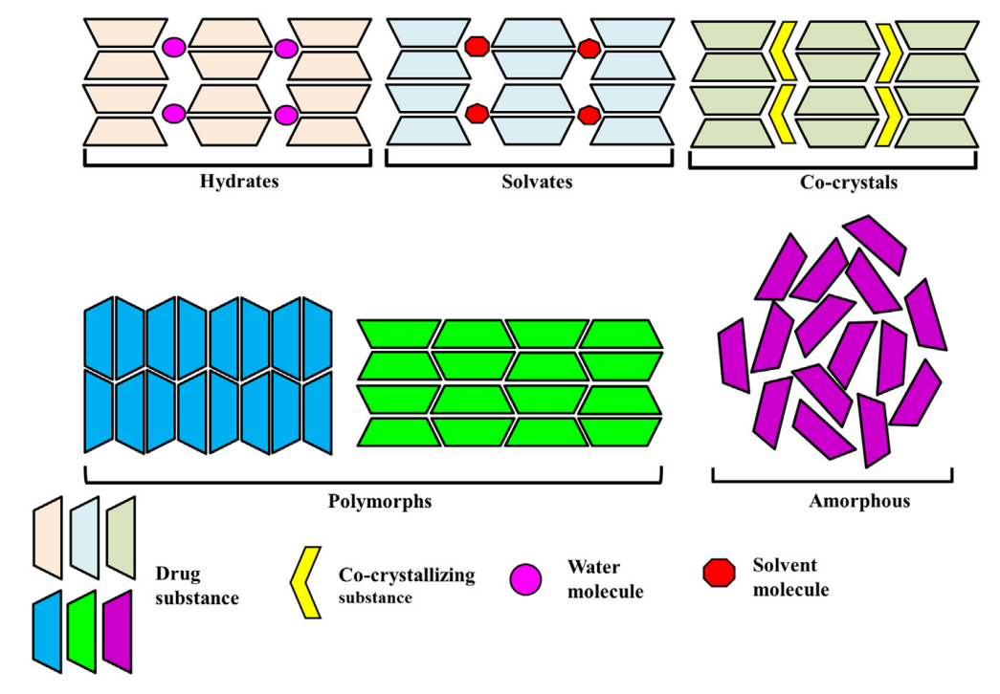 Hydrates
Solvates
Co-crystals
Polymorphs
Amorphous
Drug
substance
Co-crystallizing
substance
Water
molecule
Solvent
molecule